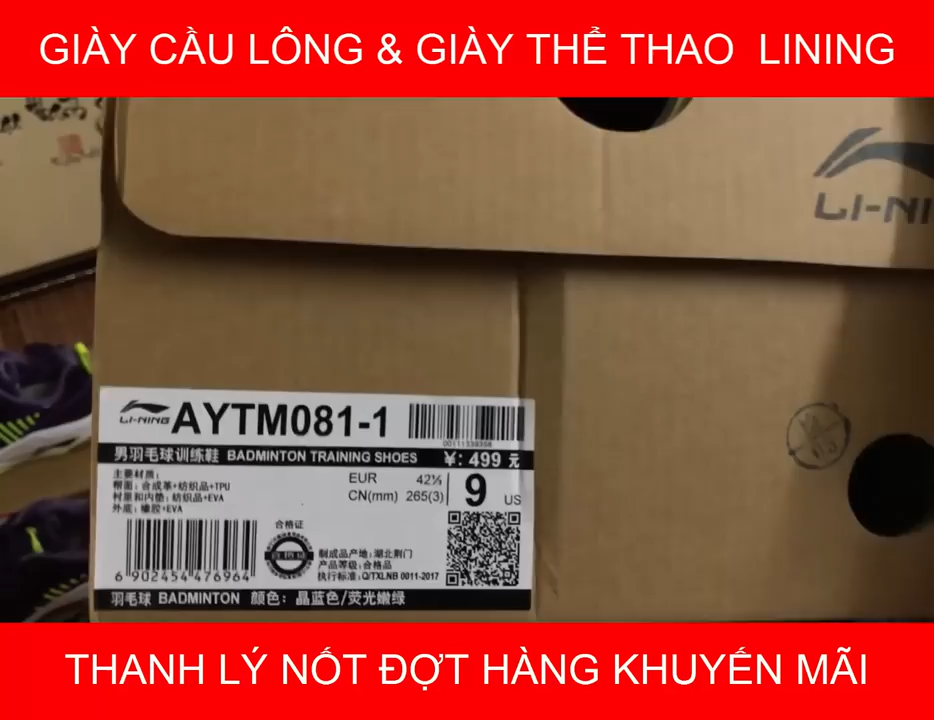 GIÀY CẦU LÔNG & GIÀY THỂ THAO LINING
LI-NING
LI-NING AYTM081-1
男羽毛球训练鞋 BADMINTON TRAINING SHOES ¥: 499 元
主要材质:
帮面: 合成革+纺织品+TPU
衬里和内垫: 纺织品+EVA
外底: 橡胶+EVA
EUR 42⅔
CN(mm) 265(3)
9 US
合格证
6 902454 476964
制成品产地: 湖北荆门
产品等级: 合格品
执行标准: Q/TXLNB 0011-2017
羽毛球 BADMINTON 颜色: 晶蓝色/荧光嫩绿
THANH LÝ NỐT ĐỢT HÀNG KHUYẾN MÃI